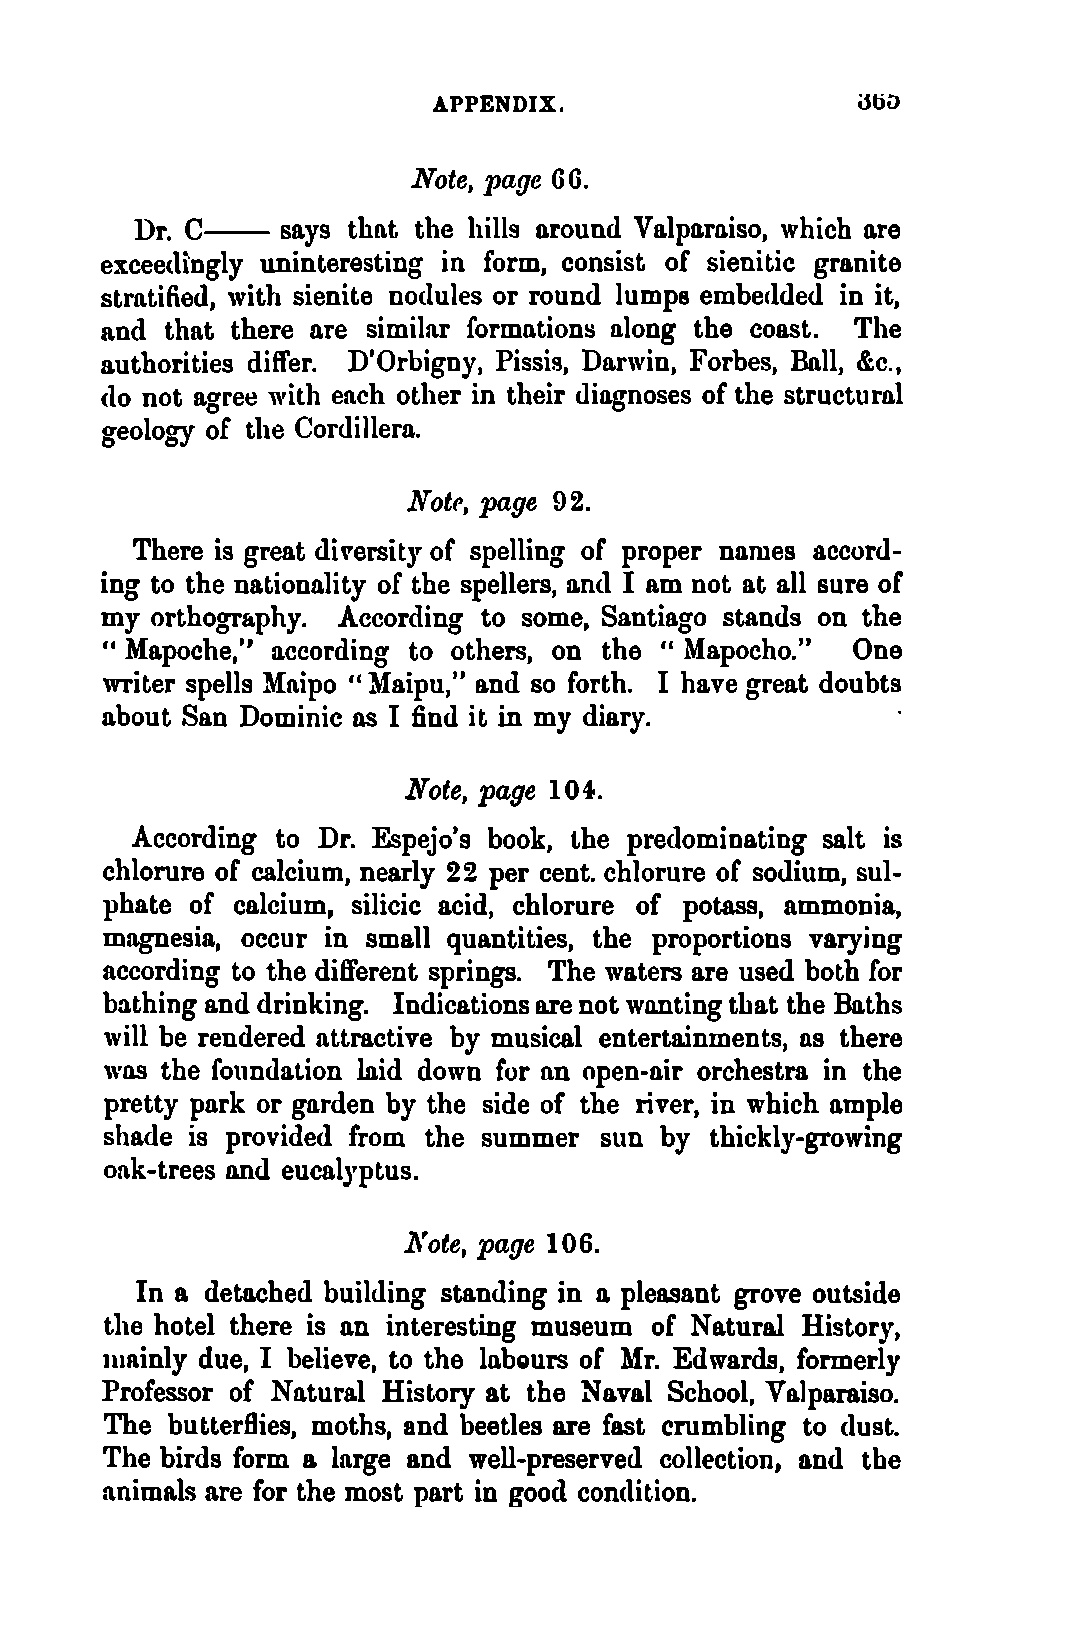 APPENDIX. 365
Note, page 66.
Dr. C—— says that the hills around Valparaiso, which are
exceedingly uninteresting in form, consist of sienitic granite
stratified, with sienite nodules or round lumps embedded in it,
and that there are similar formations along the coast. The
authorities differ. D'Orbigny, Pissis, Darwin, Forbes, Ball, &c.,
do not agree with each other in their diagnoses of the structural
geology of the Cordillera.
Note, page 92.
There is great diversity of spelling of proper names accord-
ing to the nationality of the spellers, and I am not at all sure of
my orthography. According to some, Santiago stands on the
" Mapoche," according to others, on the " Mapocho." One
writer spells Maipo " Maipu," and so forth. I have great doubts
about San Dominic as I find it in my diary.
Note, page 104.
According to Dr. Espejo's book, the predominating salt is
chlorure of calcium, nearly 22 per cent. chlorure of sodium, sul-
phate of calcium, silicic acid, chlorure of potass, ammonia,
magnesia, occur in small quantities, the proportions varying
according to the different springs. The waters are used both for
bathing and drinking. Indications are not wanting that the Baths
will be rendered attractive by musical entertainments, as there
was the foundation laid down for an open-air orchestra in the
pretty park or garden by the side of the river, in which ample
shade is provided from the summer sun by thickly-growing
oak-trees and eucalyptus.
Note, page 106.
In a detached building standing in a pleasant grove outside
the hotel there is an interesting museum of Natural History,
mainly due, I believe, to the labours of Mr. Edwards, formerly
Professor of Natural History at the Naval School, Valparaiso.
The butterflies, moths, and beetles are fast crumbling to dust.
The birds form a large and well-preserved collection, and the
animals are for the most part in good condition.